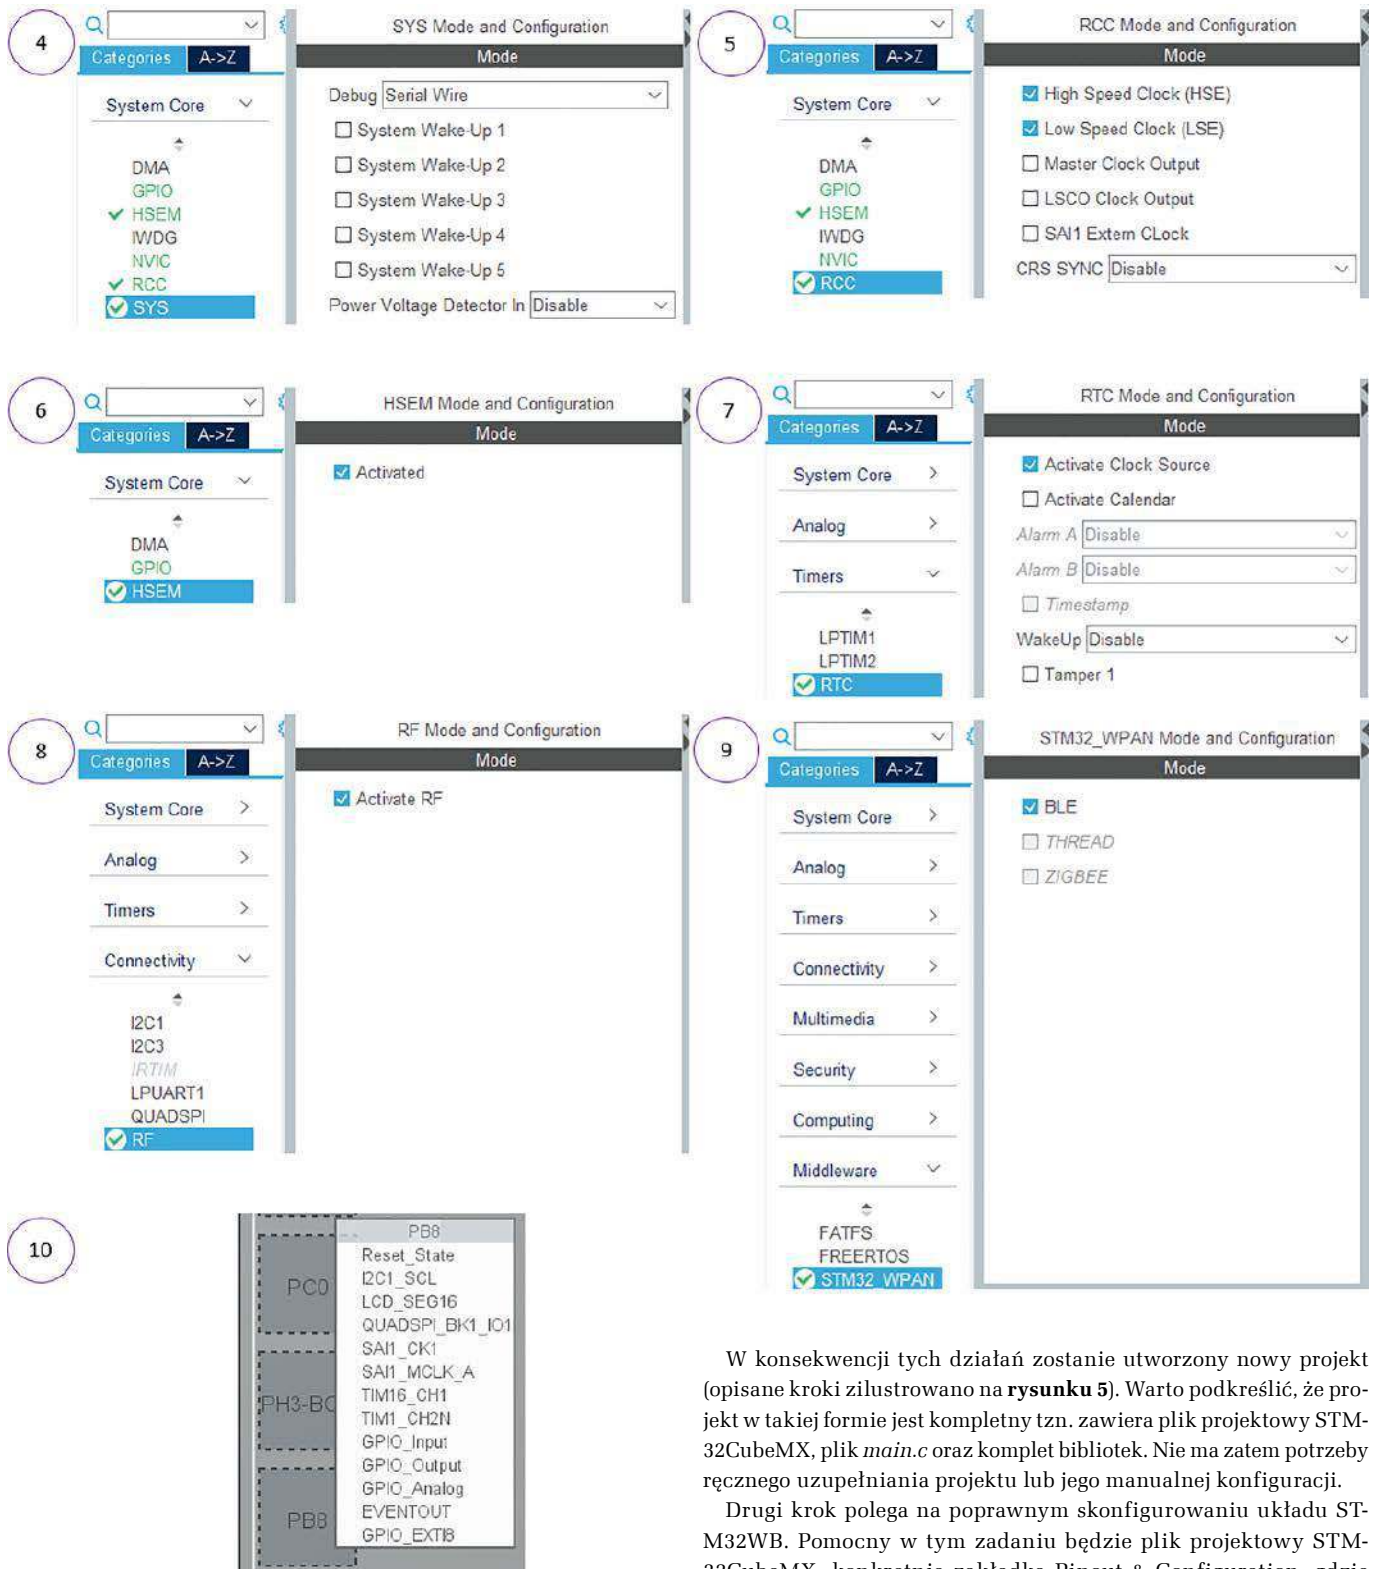 4
SYS Mode and Configuration
Categories A->Z
Mode
System Core
Debug Serial Wire
System Wake-Up 1
System Wake-Up 2
System Wake-Up 3
System Wake-Up 4
System Wake-Up 5
Power Voltage Detector In Disable
DMA
GPIO
HSEM
IWDG
NVIC
RCC
SYS
5
RCC Mode and Configuration
Categories A->Z
Mode
System Core
High Speed Clock (HSE)
Low Speed Clock (LSE)
Master Clock Output
LSCO Clock Output
SAI1 Extern CLock
CRS SYNC Disable
DMA
GPIO
HSEM
IWDG
NVIC
RCC
6
HSEM Mode and Configuration
Categories A->Z
Mode
System Core
Activated
DMA
GPIO
HSEM
7
RTC Mode and Configuration
Categories A->Z
Mode
System Core
Analog
Timers
LPTIM1
LPTIM2
RTC
Activate Clock Source
Activate Calendar
Alarm A Disable
Alarm B Disable
Timestamp
WakeUp Disable
Tamper 1
8
RF Mode and Configuration
Categories A->Z
Mode
System Core
Analog
Timers
Connectivity
I2C1
I2C3
IRTIM
LPUART1
QUADSPI
RF
Activate RF
9
STM32_WPAN Mode and Configuration
Categories A->Z
Mode
System Core
Analog
Timers
Connectivity
Multimedia
Security
Computing
Middleware
FATFS
FREERTOS
STM32_WPAN
BLE
THREAD
ZIGBEE
10
PC0
PH3-BO
PB8
PB8
Reset_State
I2C1_SCL
LCD_SEG16
QUADSPI_BK1_IO1
SAI1_CK1
SAI1_MCLK_A
TIM16_CH1
TIM1_CH2N
GPIO_Input
GPIO_Output
GPIO_Analog
EVENTOUT
GPIO_EXTI8
W konsekwencji tych działań zostanie utworzony nowy projekt
(opisane kroki zilustrowano na rysunku 5). Warto podkreślić, że pro-
jekt w takiej formie jest kompletny tzn. zawiera plik projektowy STM-
32CubeMX, plik main.c oraz komplet bibliotek. Nie ma zatem potrzeby
ręcznego uzupełniania projektu lub jego manualnej konfiguracji.
Drugi krok polega na poprawnym skonfigurowaniu układu ST-
M32WB. Pomocny w tym zadaniu będzie plik projektowy STM-
32CubeMX, konkretnie zakładka Pinout & Configuration, gdzie